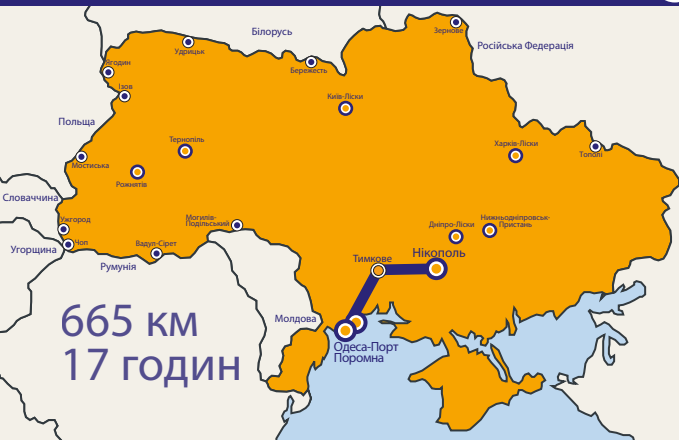 Білорусь
Зернове
Російська Федерація
Удрицьк
Ягодин
Бережесть
Ізов
Київ-Ліски
Польща
Тернопіль
Харків-Ліски
Тополі
Мостиська
Рожнятів
Словаччина
Ужгород
Могилів-
Подільський
Нижньодніпровськ-
Пристань
Дніпро-Ліски
Чоп
Вадул-Сірет
Угорщина
Румунія
Тимкове
Нікополь
Молдова
665 км
17 годин
Одеса-Порт
Поромна